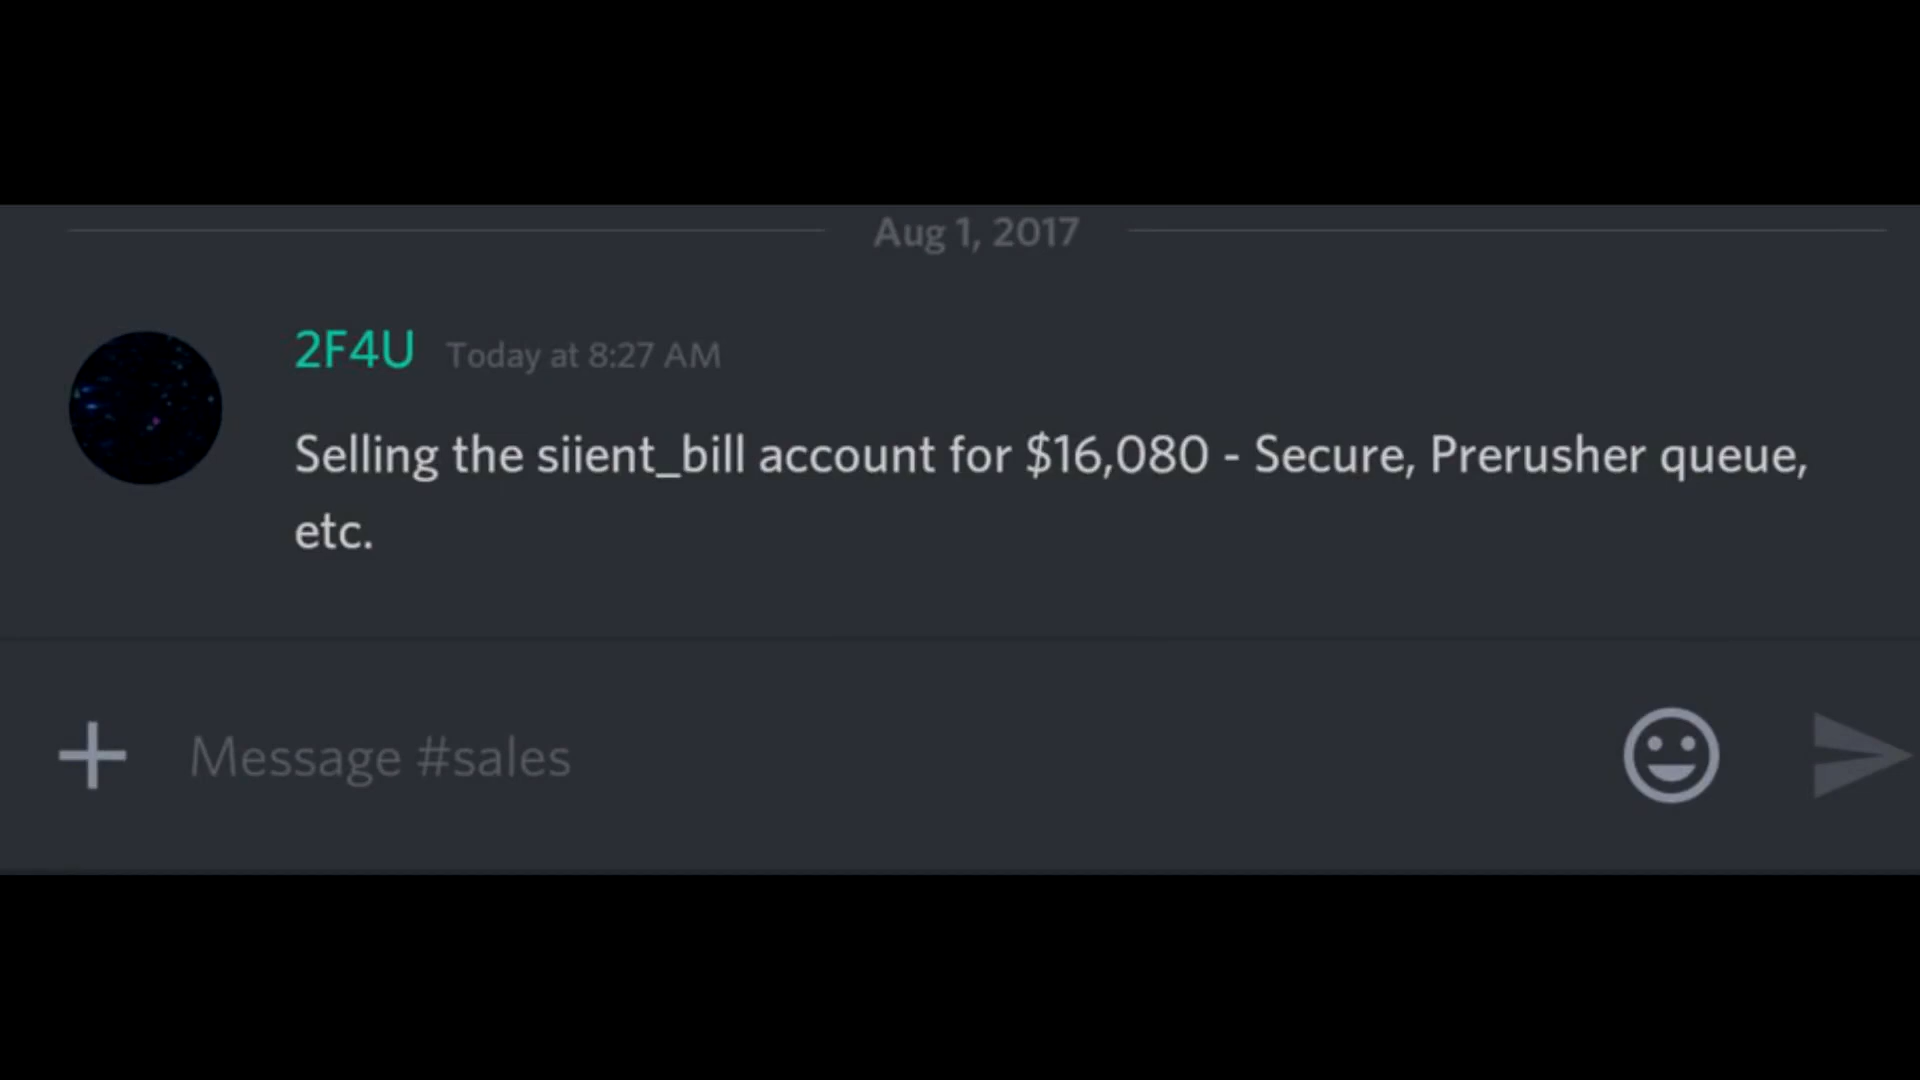 Aug 1, 2017
2F4U Today at 8:27 AM
Selling the siient_bill account for $16,080 - Secure, Prerusher queue,
etc.
Message #sales